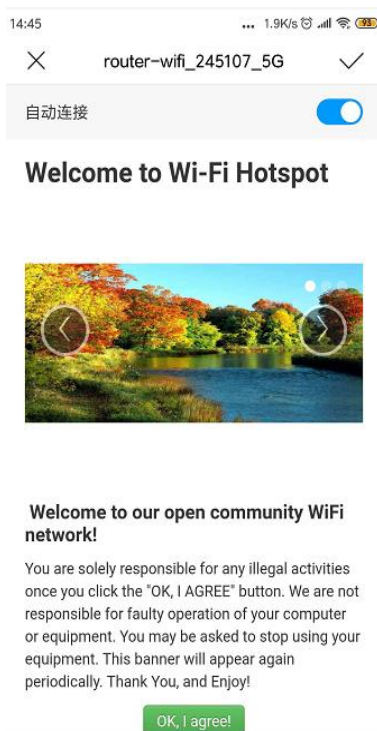 14:45 ... 1.9K/s 93
router-wifi_245107_5G
自动连接
Welcome to Wi-Fi Hotspot
Welcome to our open community WiFi
network!
You are solely responsible for any illegal activities
once you click the "OK, I AGREE" button. We are not
responsible for faulty operation of your computer
or equipment. You may be asked to stop using your
equipment. This banner will appear again
periodically. Thank You, and Enjoy!
OK, I agree!